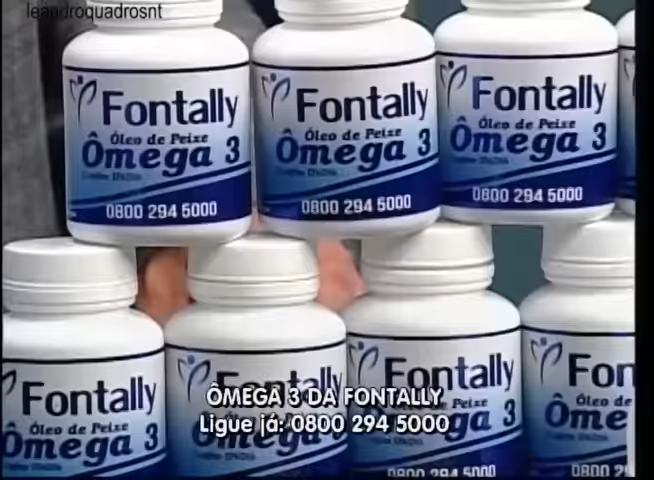 leandroquadrosnt
Fontally
Óleo de Peixe
Ômega 3
0800 294 5000
Fontally
Óleo de Peixe
Ômega 3
0800 294 5000
Fontally
Óleo de Peixe
Ômega 3
0800 294 5000
Fontally
Óleo de Peixe
Ômega 3
Fontally
Fontally
Fon
ÔMEGA 3 DA FONTALLY
Ligue já: 0800 294 5000